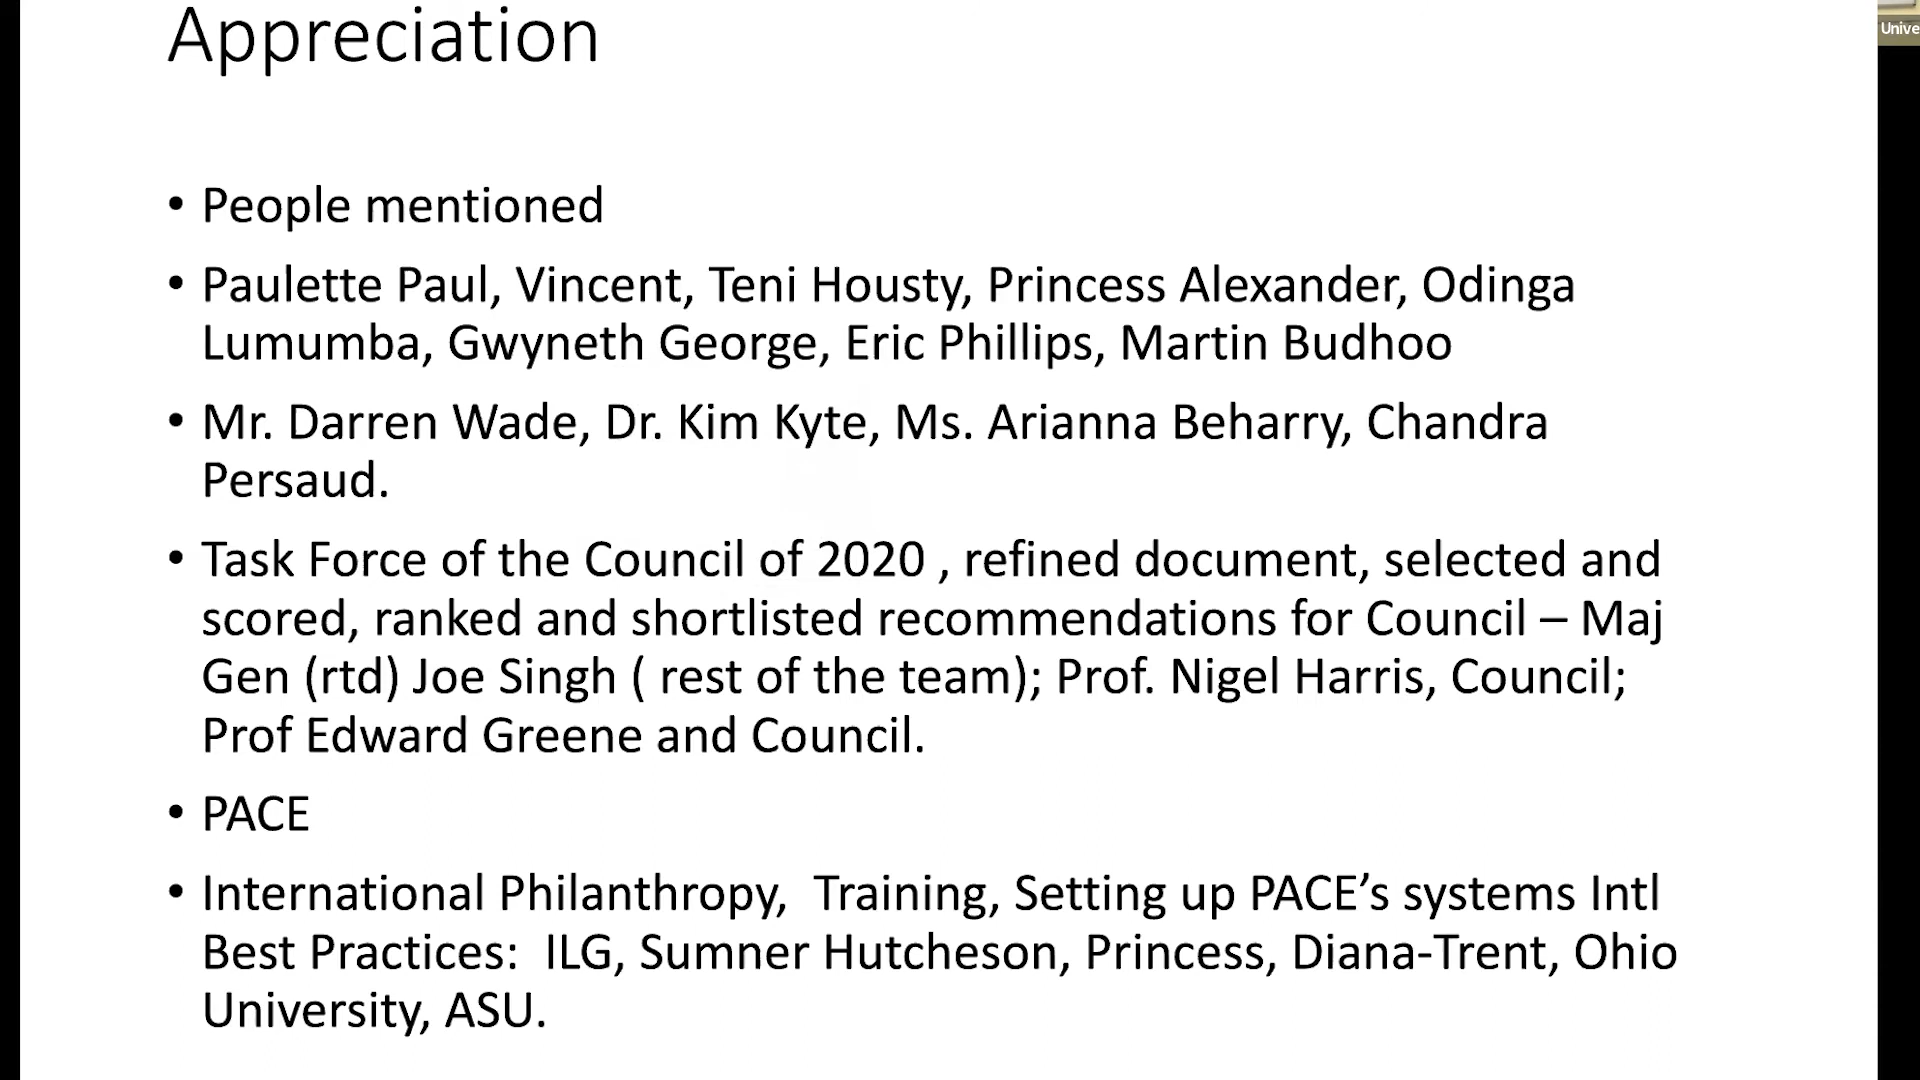 Appreciation
• People mentioned
• Paulette Paul, Vincent, Teni Housty, Princess Alexander, Odinga
Lumumba, Gwyneth George, Eric Phillips, Martin Budhoo
• Mr. Darren Wade, Dr. Kim Kyte, Ms. Arianna Beharry, Chandra
Persaud.
• Task Force of the Council of 2020 , refined document, selected and
scored, ranked and shortlisted recommendations for Council – Maj
Gen (rtd) Joe Singh ( rest of the team); Prof. Nigel Harris, Council;
Prof Edward Greene and Council.
• PACE
• International Philanthropy,  Training, Setting up PACE’s systems Intl
Best Practices:  ILG, Sumner Hutcheson, Princess, Diana-Trent, Ohio
University, ASU.
Unive